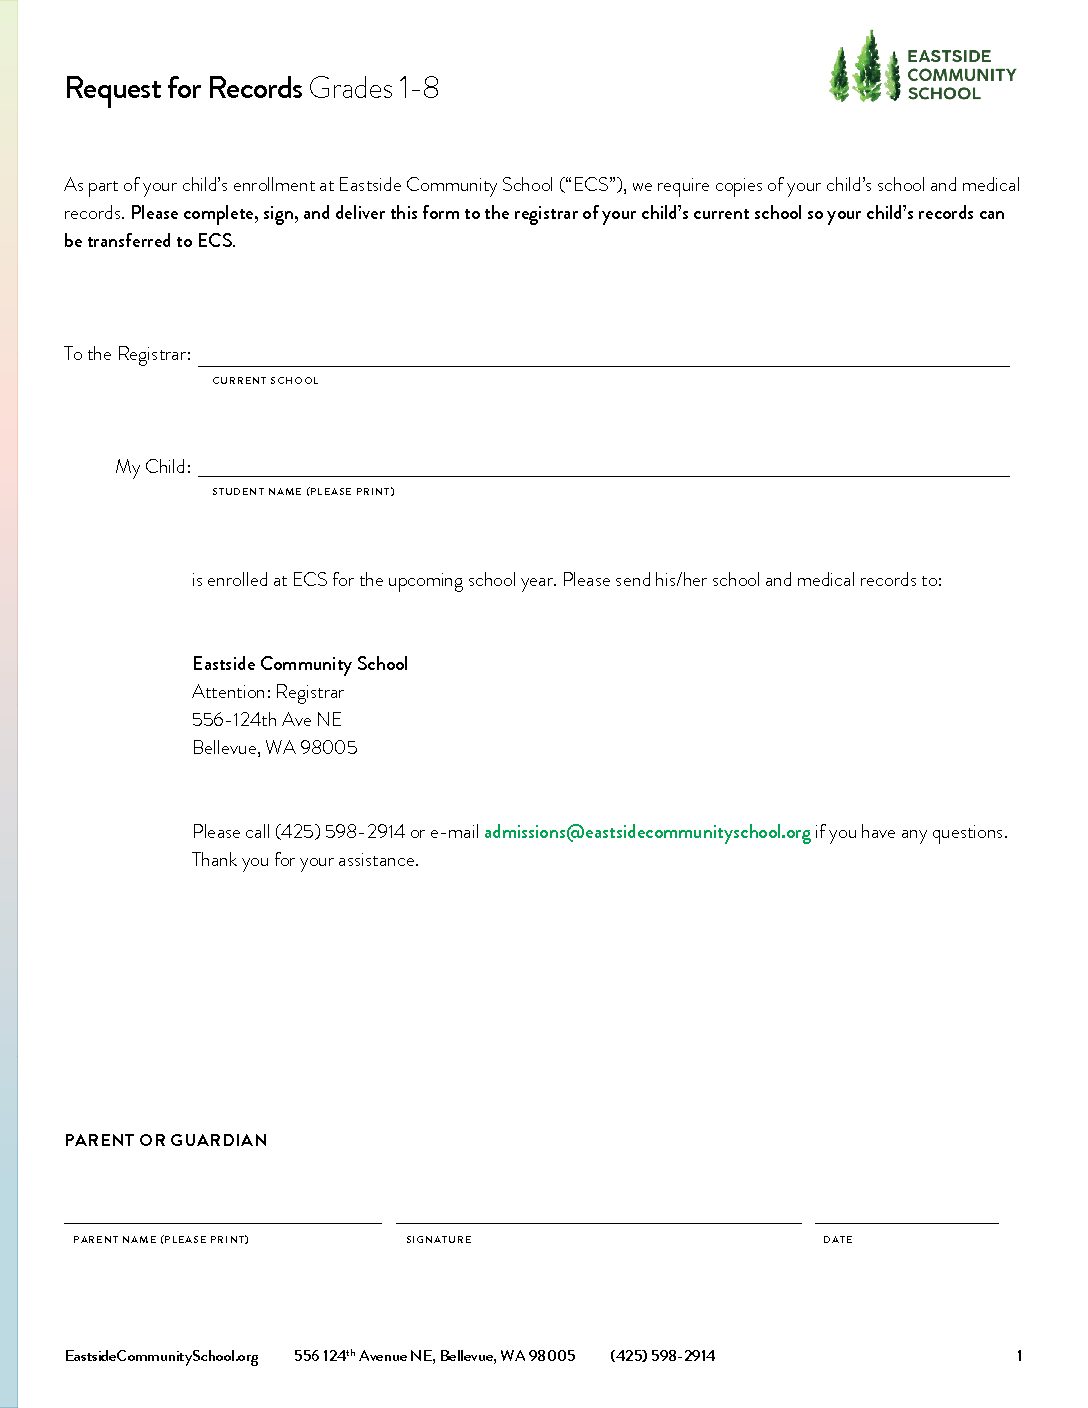 Request for Records Grades 1-8
EASTSIDE
COMMUNITY
SCHOOL
As part of your child’s enrollment at Eastside Community School (“ECS”), we require copies of your child’s school and medical
records. Please complete, sign, and deliver this form to the registrar of your child’s current school so your child’s records can
be transferred to ECS.
To the Registrar:
CURRENT SCHOOL
My Child:
STUDENT NAME (PLEASE PRINT)
is enrolled at ECS for the upcoming school year. Please send his/her school and medical records to:
Eastside Community School
Attention: Registrar
556-124th Ave NE
Bellevue, WA 98005
Please call (425) 598-2914 or e-mail admissions@eastsidecommunityschool.org if you have any questions.
Thank you for your assistance.
PARENT OR GUARDIAN
PARENT NAME (PLEASE PRINT) SIGNATURE DATE
EastsideCommunitySchool.org 556 124th Avenue NE, Bellevue, WA 98005 (425) 598-2914 1